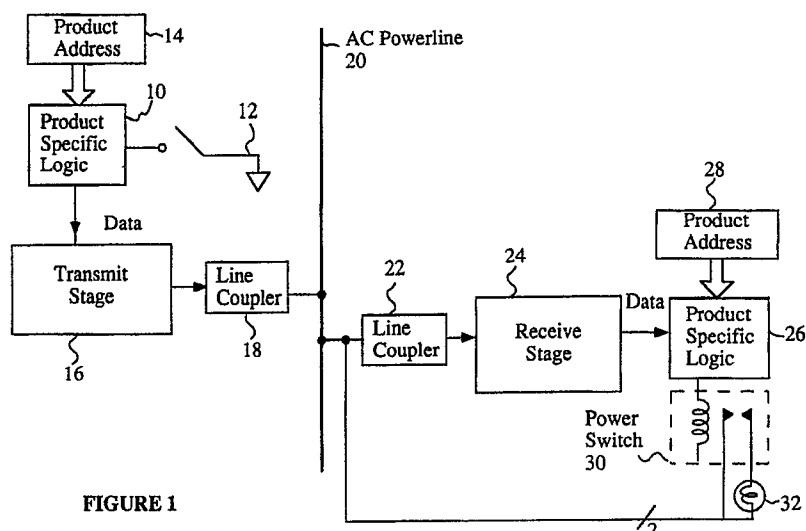 Product
Address
14
10
Product
Specific
Logic
12
Data
Transmit
Stage
16
Line
Coupler
18
AC Powerline
20
22
Line
Coupler
24
Receive
Stage
Data
28
Product
Address
Product
Specific
Logic
26
Power
Switch
30
32
2
FIGURE 1